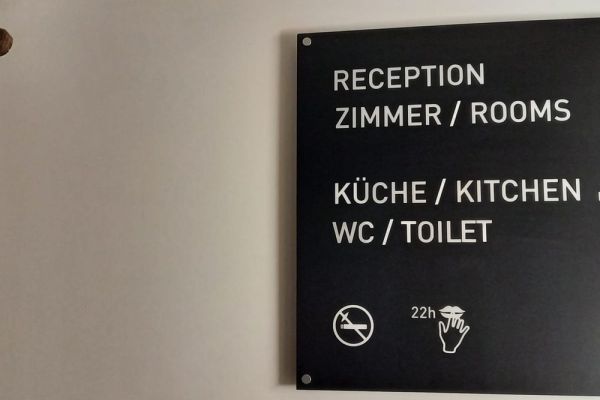 RECEPTION
ZIMMER / ROOMS
KÜCHE / KITCHEN
WC / TOILET
22h